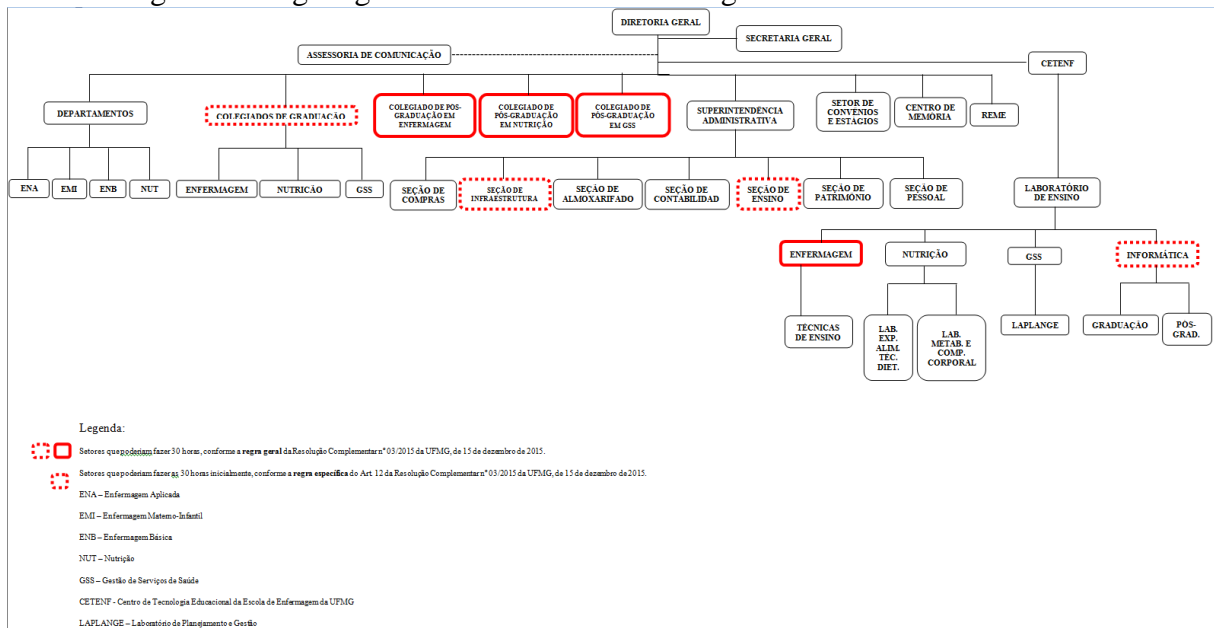 DIRETORIA GERAL
SECRETARIA GERAL
ASSESSORIA DE COMUNICAÇÃO
CETENF
DEPARTAMENTOS
COLEGIADOS DE GRADUAÇÃO
COLEGIADO DE PÓS-
GRADUAÇÃO EM
ENFERMAGEM
COLEGIADO DE
PÓS-GRADUAÇÃO
EM NUTRIÇÃO
COLEGIADO DE
PÓS-GRADUAÇÃO
EM GSS
SUPERINTENDÊNCIA
ADMINISTRATIVA
SETOR DE
CONVÊNIOS
E ESTÁGIOS
CENTRO DE
MEMÓRIA
REME
ENA
EMI
ENB
NUT
ENFERMAGEM
NUTRIÇÃO
GSS
SEÇÃO DE
COMPRAS
SEÇÃO DE
INFRAESTRUTURA
SEÇÃO DE
ALMOXARIFADO
SEÇÃO DE
CONTABILIDAD
SEÇÃO DE
ENSINO
SEÇÃO DE
PATRIMÔNIO
SEÇÃO DE
PESSOAL
LABORATÓRIO
DE ENSINO
ENFERMAGEM
NUTRIÇÃO
GSS
INFORMÁTICA
TÉCNICAS
DE ENSINO
LAB.
EXP.
ALIM.
TEC.
DIET.
LAB.
METAB. E
COMP.
CORPORAL
LAPLANGE
GRADUAÇÃO
PÓS-
GRAD.
Legenda:
Setores que poderiam fazer 30 horas, conforme a regra geral da Resolução Complementar nº 03/2015 da UFMG, de 15 de dezembro de 2015.
Setores que poderiam fazer as 30 horas inicialmente, conforme a regra específica do Art. 12 da Resolução Complementar nº 03/2015 da UFMG, de 15 de dezembro de 2015.
ENA – Enfermagem Aplicada
EMI – Enfermagem Materno-Infantil
ENB – Enfermagem Básica
NUT – Nutrição
GSS – Gestão de Serviços de Saúde
CETENF - Centro de Tecnologia Educacional da Escola de Enfermagem da UFMG
LAPLANGE – Laboratório de Planejamento e Gestão